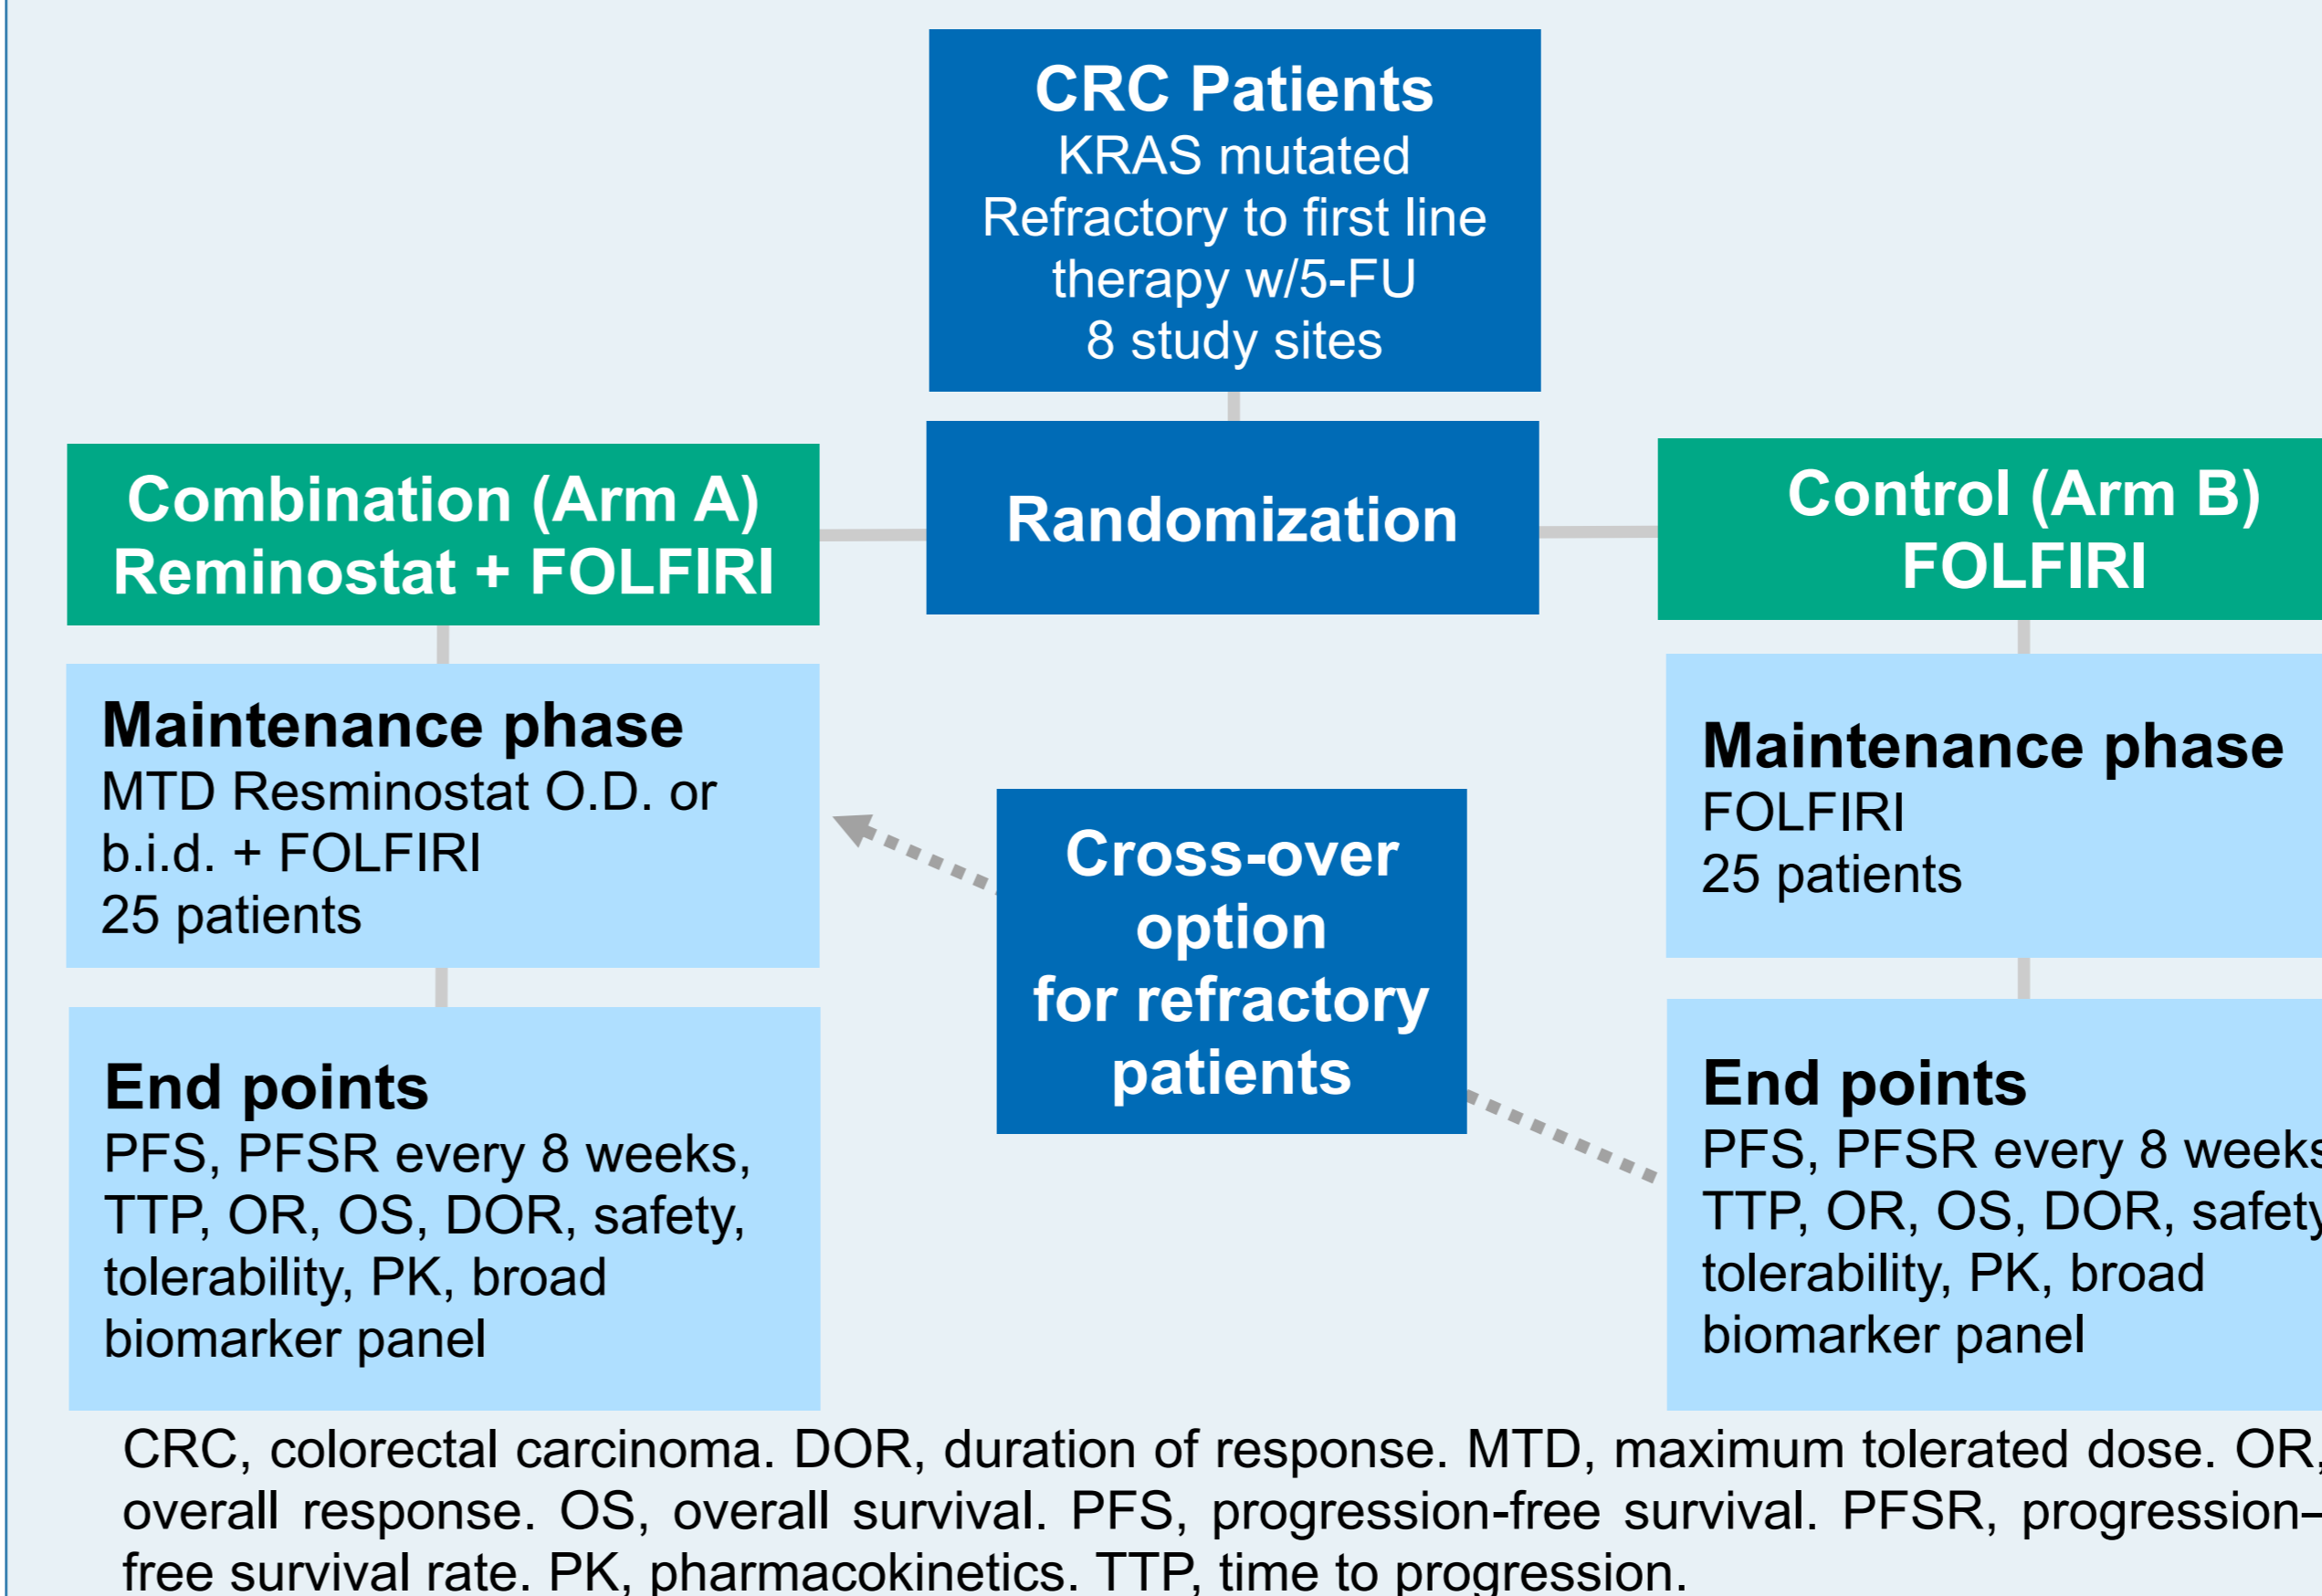 CRC Patients
KRAS mutated
Refractory to first line
therapy w/5-FU
8 study sites
Combination (Arm A)
Reminostat + FOLFIRI
Randomization
Control (Arm B)
FOLFIRI
Maintenance phase
MTD Resminostat O.D. or
b.i.d. + FOLFIRI
25 patients
Cross-over
option
for refractory
patients
Maintenance phase
FOLFIRI
25 patients
End points
PFS, PFSR every 8 weeks,
TTP, OR, OS, DOR, safety,
tolerability, PK, broad
biomarker panel
End points
PFS, PFSR every 8 weeks
TTP, OR, OS, DOR, safety
tolerability, PK, broad
biomarker panel
CRC, colorectal carcinoma. DOR, duration of response. MTD, maximum tolerated dose. OR,
overall response. OS, overall survival. PFS, progression-free survival. PFSR, progression–
free survival rate. PK, pharmacokinetics. TTP, time to progression.